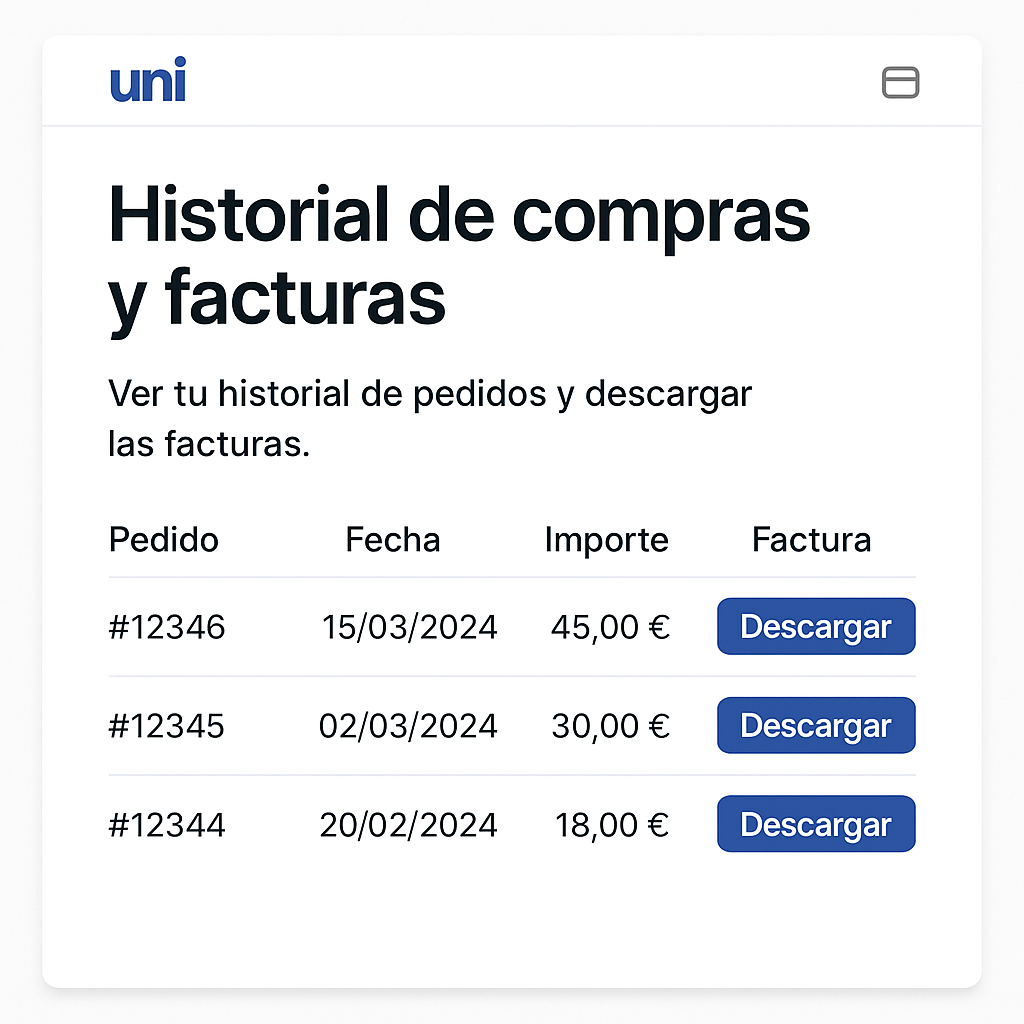 uni
Historial de compras
y facturas
Ver tu historial de pedidos y descargar
las facturas.
Pedido Fecha Importe Factura
#12346 15/03/2024 45,00 € Descargar
#12345 02/03/2024 30,00 € Descargar
#12344 20/02/2024 18,00 € Descargar